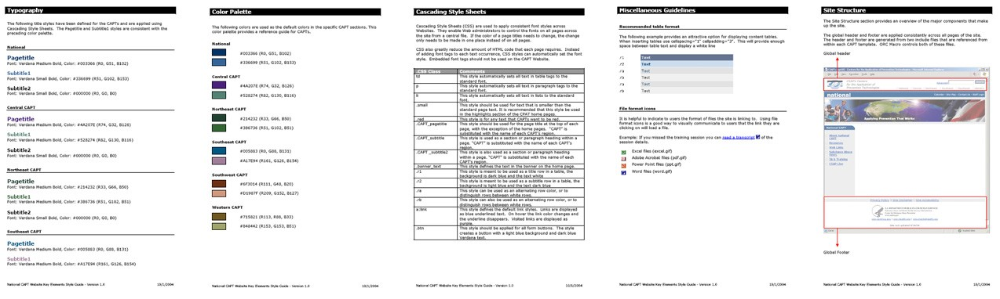 Typography
The following title styles have been defined for the CAPTs and are applied using
Cascading Style Sheets. The Pagetitle and Subtitle1 styles are consistent with the
preceding color palette.
National
Pagetitle
Font: Verdana Medium Bold, Color: #003366 (R0, G51, B102)
Subtitle1
Font: Verdana Small Bold, Color: #336699 (R51, G102, B153)
Subtitle2
Font: Verdana Small Bold, Color: #000000 (R0, G0, B0)
Central CAPT
Pagetitle
Font: Verdana Medium Bold, Color: #4A207E (R74, G32, B126)
Subtitle1
Font: Verdana Small Bold, Color: #528274 (R82, G130, B116)
Subtitle2
Font: Verdana Small Bold, Color: #000000 (R0, G0, B0)
Northeast CAPT
Pagetitle
Font: Verdana Medium Bold, Color: #214232 (R33, G66, B50)
Subtitle1
Font: Verdana Small Bold, Color: #386736 (R51, G102, B51)
Subtitle2
Font: Verdana Small Bold, Color: #000000 (R0, G0, B0)
Southeast CAPT
Pagetitle
Font: Verdana Medium Bold, Color: #005883 (R0, G88, B131)
Subtitle1
Font: Verdana Medium Bold, Color: #A17E94 (R161, G126, B154)
National CAPT Website Key Elements Style Guide - Version 1.0
10/1/2004
Color Palette
The following colors are used as the default colors in the specific CAPT sections. This
color palette provides a reference guide for CAPTs.
National
#003366 (R0, G51, B102)
#336699 (R51, G102, B153)
Central CAPT
#4A207E (R74, G32, B126)
#528274 (R82, G130, B116)
Northeast CAPT
#214232 (R33, G66, B50)
#386736 (R51, G102, B51)
Southeast CAPT
#005883 (R0, G88, B131)
#A17E94 (R161, G126, B154)
Southwest CAPT
#6F3014 (R111, G48, B20)
#D1987F (R209, G152, B127)
Western CAPT
#715821 (R113, G88, B33)
#848442 (R153, G153, B51)
National CAPT Website Key Elements Style Guide - Version 1.0
10/1/2004
Cascading Style Sheets
Cascading Style Sheets (CSS) are used to apply consistent font styles across
Websites. They enable Web administrators to control the fonts on all pages across
the site from a central file. If the color of a page titles needs to change, the change
only needs to be made in one place instead of on all pages.
CSS also greatly reduce the amount of HTML code that each page requires. Instead
of adding font tags to each text occurrence, CSS styles can automatically set the font
style. Embedded font tags should not be used on the CAPT Website.
.CSS Class Comments
td This style automatically sets all text in table tags to the
standard font.
p This style automatically sets all text in paragraph tags to the
standard font.
li This style automatically sets all text in lists to the standard
font.
.small This style should be used for text that is smaller than the
standard page text. It is recommended that this style be used
in the highlights section of the CPAT home pages.
.red This style is for any text that CAPTs want to be red.
.CAPT_pagetitle This style should be used for the page title at the top of each
page, with the exception of the home pages. "CAPT" is
substituted with the name of each CAPT's region.
.CAPT_subtitle This style is used as a section or paragraph heading within a
page. "CAPT" is substituted with the name of each CAPT's
region.
.CAPT_subtitle2 This style is also used as a section or paragraph heading
within a page. "CAPT" is substituted with the name of each
CAPT's region.
.banner_text This style defines the text in the banner on the home page.
.r1 This style is meant to be used as a title row in a table, the
background is dark blue and the text white
.r2 This style is meant to be used as a subtitle row in a table, the
background is light blue and the text dark blue
.ra This style can be used as an alternating row color, or to
distinguish rows between white rows.
.rb This style can also be used as an alternating row color, or to
distinguish rows between white rows.
a:link This style defines the default link styles. Links are displayed
as blue underlined text. On hover the link color changes and
the underline disappears. Visited links are displayed as
purple.
.btn This style should be applied for all form buttons. The style
creates a button with a light blue background and dark blue
Verdana text.
National CAPT Website Key Elements Style Guide - Version 1.0
10/1/2004
Miscellaneous Guidelines
Recommended table format
The following example provides an attractive option for displaying content tables.
When inserting tables use cellspacing="1" cellpadding="3". This will provide enough
space between table text and display a white line
.r1 Text
.r2 Text
.ra Text
.rb Text
.ra Text
.rb Text
File format icons
It is helpful to indicate to users the format of files the site is linking to. Using file
format icons is a good way to visually communicate to users that the link they are
clicking on will load a file.
Example: If you missed the training session you can read a transcript of the
session details.
Excel files (excel.gif)
Adobe Acrobat files (pdf.gif)
Power Point files (ppt.gif)
Word files (word.gif)
National CAPT Website Key Elements Style Guide - Version 1.0
10/1/2004
Site Structure
The Site Structure section provides an overview of the major components that make
up the site.
The global header and footer are applied consistently across all pages of the site.
The header and footer are generated from two include files that are referenced from
within each CAPT template. ORC Macro controls both of these files.
Global header
national
Applying Prevention That Works
Global Footer
National CAPT Website Key Elements Style Guide - Version 1.0
10/1/2004